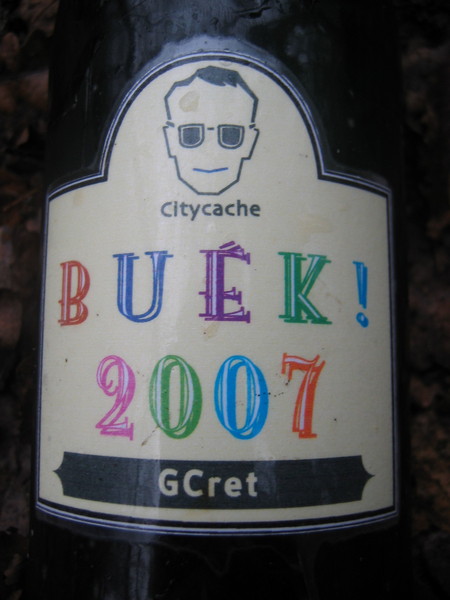 Citycache
BUÉK!
2007
GCret